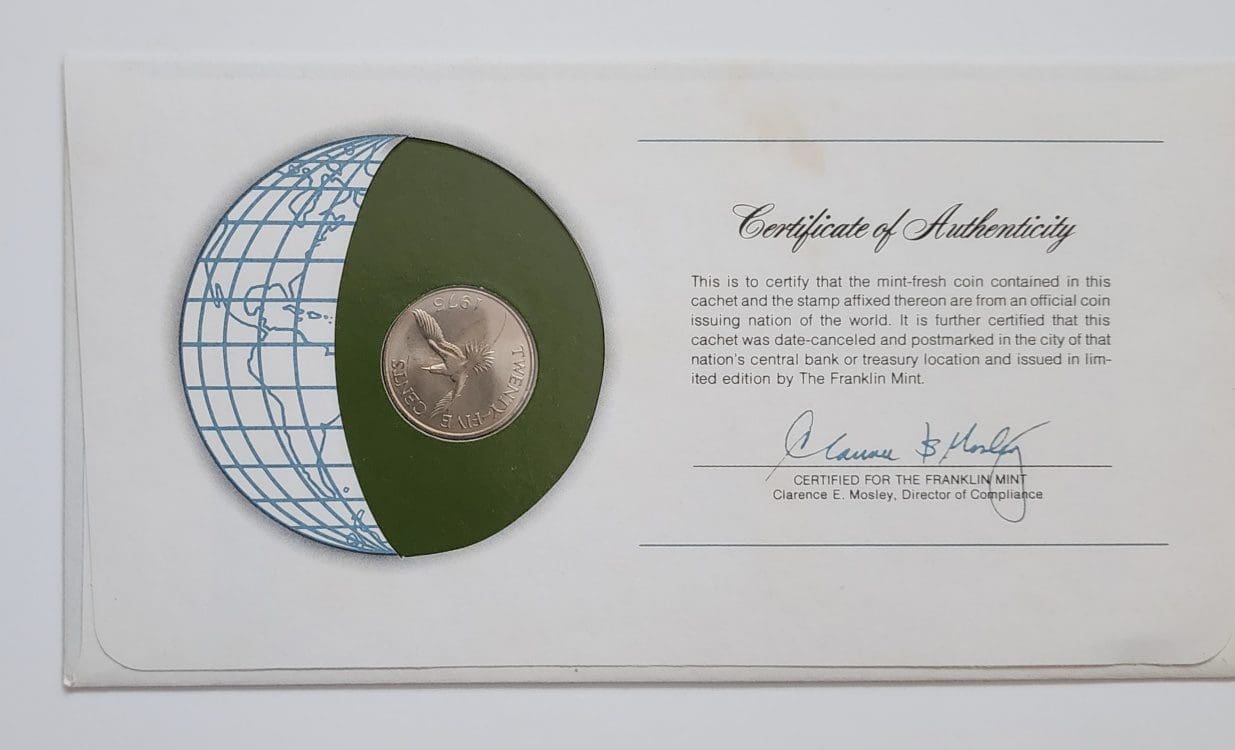 1975
TWENTY-FIVE CENTS
Certificate of Authenticity
This is to certify that the mint-fresh coin contained in this
cachet and the stamp affixed thereon are from an official coin
issuing nation of the world. It is further certified that this
cachet was date-canceled and postmarked in the city of that
nation's central bank or treasury location and issued in lim-
ited edition by The Franklin Mint.
CERTIFIED FOR THE FRANKLIN MINT
Clarence E. Mosley, Director of Compliance